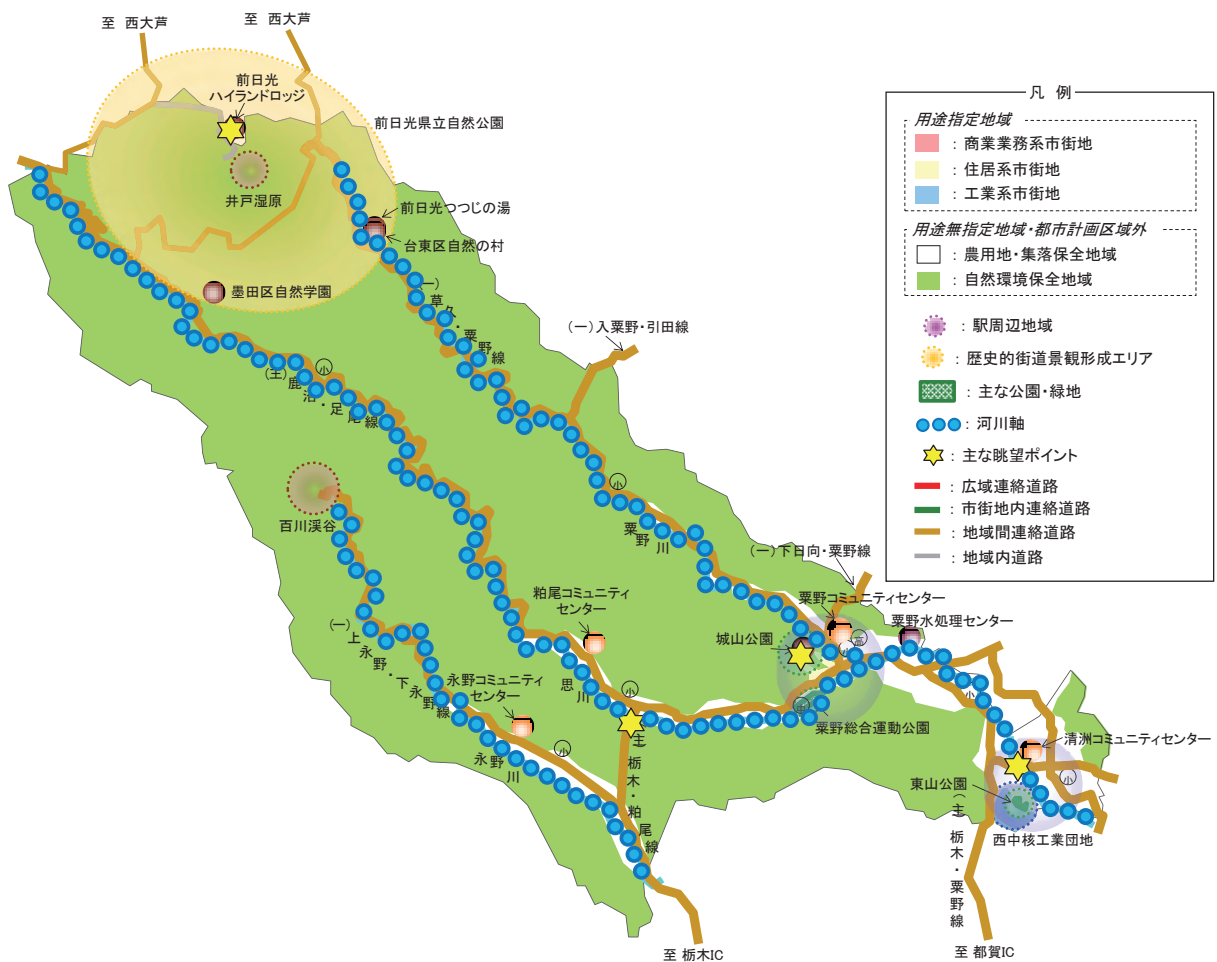 至 西大芦
至 西大芦
前日光
ハイランドロッジ
前日光県立自然公園
井戸湿原
前日光つつじの湯
台東区自然の村
墨田区自然学園
(一)草久・粟野線
(一)入粟野・引田線
(主)鹿沼・足尾線
小
百川渓谷
小
粟野川
(一)下日向・粟野線
粟野コミュニティセンター
粟野水処理センター
高
小
粕尾コミュニティ
センター
城山公園
(一)上永野・下永野線
永野コミュニティ
センター
思川
小
小
中
粟野総合運動公園
清洲コミュニティセンター
永野川
小
(主)栃木・粕尾線
東山公園
小
西中核工業団地
(主)栃木・粟野線
至 栃木IC
至 都賀IC
凡 例
用途指定地域
：商業業務系市街地
：住居系市街地
：工業系市街地
用途無指定地域・都市計画区域外
：農用地・集落保全地域
：自然環境保全地域
：駅周辺地域
：歴史的街道景観形成エリア
：主な公園・緑地
：河川軸
：主な眺望ポイント
：広域連絡道路
：市街地内連絡道路
：地域間連絡道路
：地域内道路